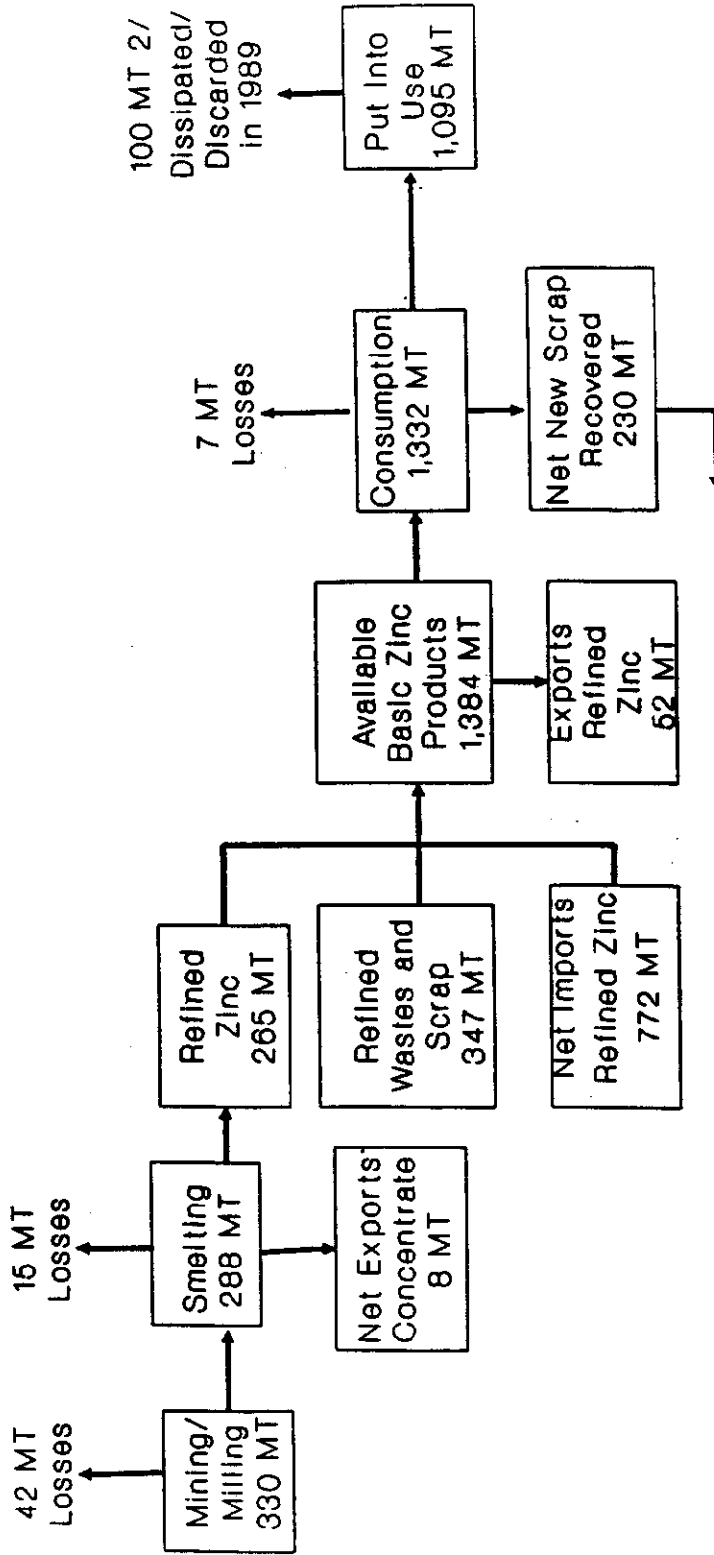 42 MT
Losses
Mining/
Milling
330 MT
15 MT
Losses
Smelting
288 MT
Net Exports
Concentrate
8 MT
Refined
Zinc
265 MT
Refined
Wastes and
Scrap
347 MT
Net Imports
Refined Zinc
772 MT
Available
Basic Zinc
Products
1,384 MT
Exports
Refined
Zinc
52 MT
7 MT
Losses
Consumption
1,332 MT
Net New Scrap
Recovered
230 MT
100 MT 2/
Dissipated/
Discarded
in 1989
Put Into
Use
1,095 MT